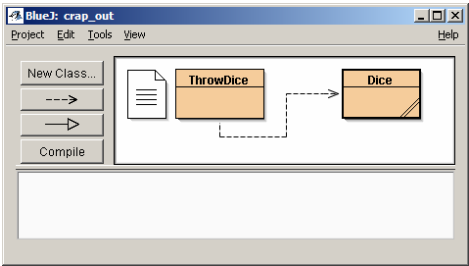 BlueJ: crap_out
Project Edit Tools View Help
New Class...
ThrowDice
Dice
Compile